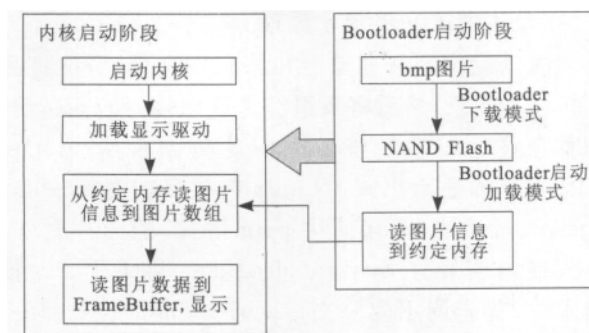 内核启动阶段
启动内核
加载显示驱动
从约定内存读图片
信息到图片数组
读图片数据到
FrameBuffer,显示
Bootloader启动阶段
bmp图片
Bootloader
下载模式
NAND Flash
Bootloader启动
加载模式
读图片信息
到约定内存